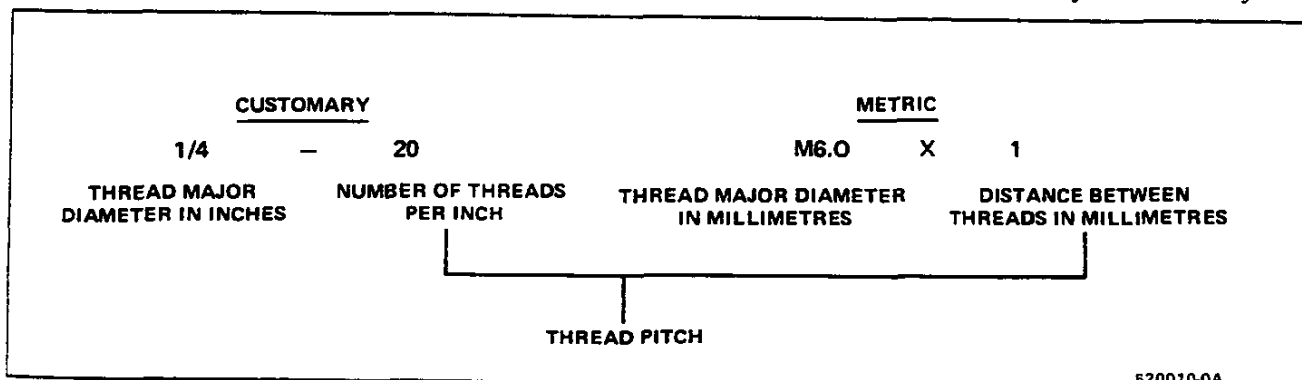 CUSTOMARY
1/4 — 20
THREAD MAJOR
DIAMETER IN INCHES
NUMBER OF THREADS
PER INCH
METRIC
M6.0 X 1
THREAD MAJOR DIAMETER
IN MILLIMETRES
DISTANCE BETWEEN
THREADS IN MILLIMETRES
THREAD PITCH